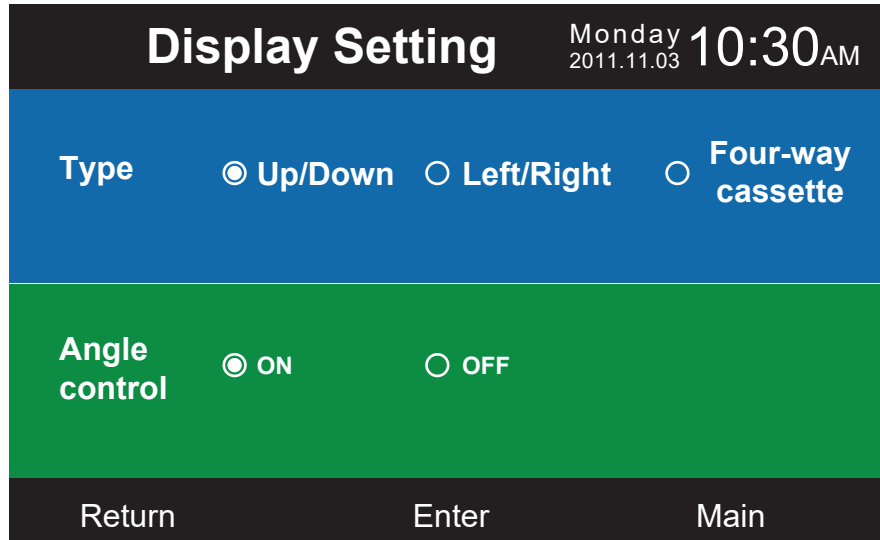 Display Setting
Monday
2011.11.03
10:30AM
Type
Up/Down
Left/Right
Four-way
cassette
Angle
control
ON
OFF
Return
Enter
Main